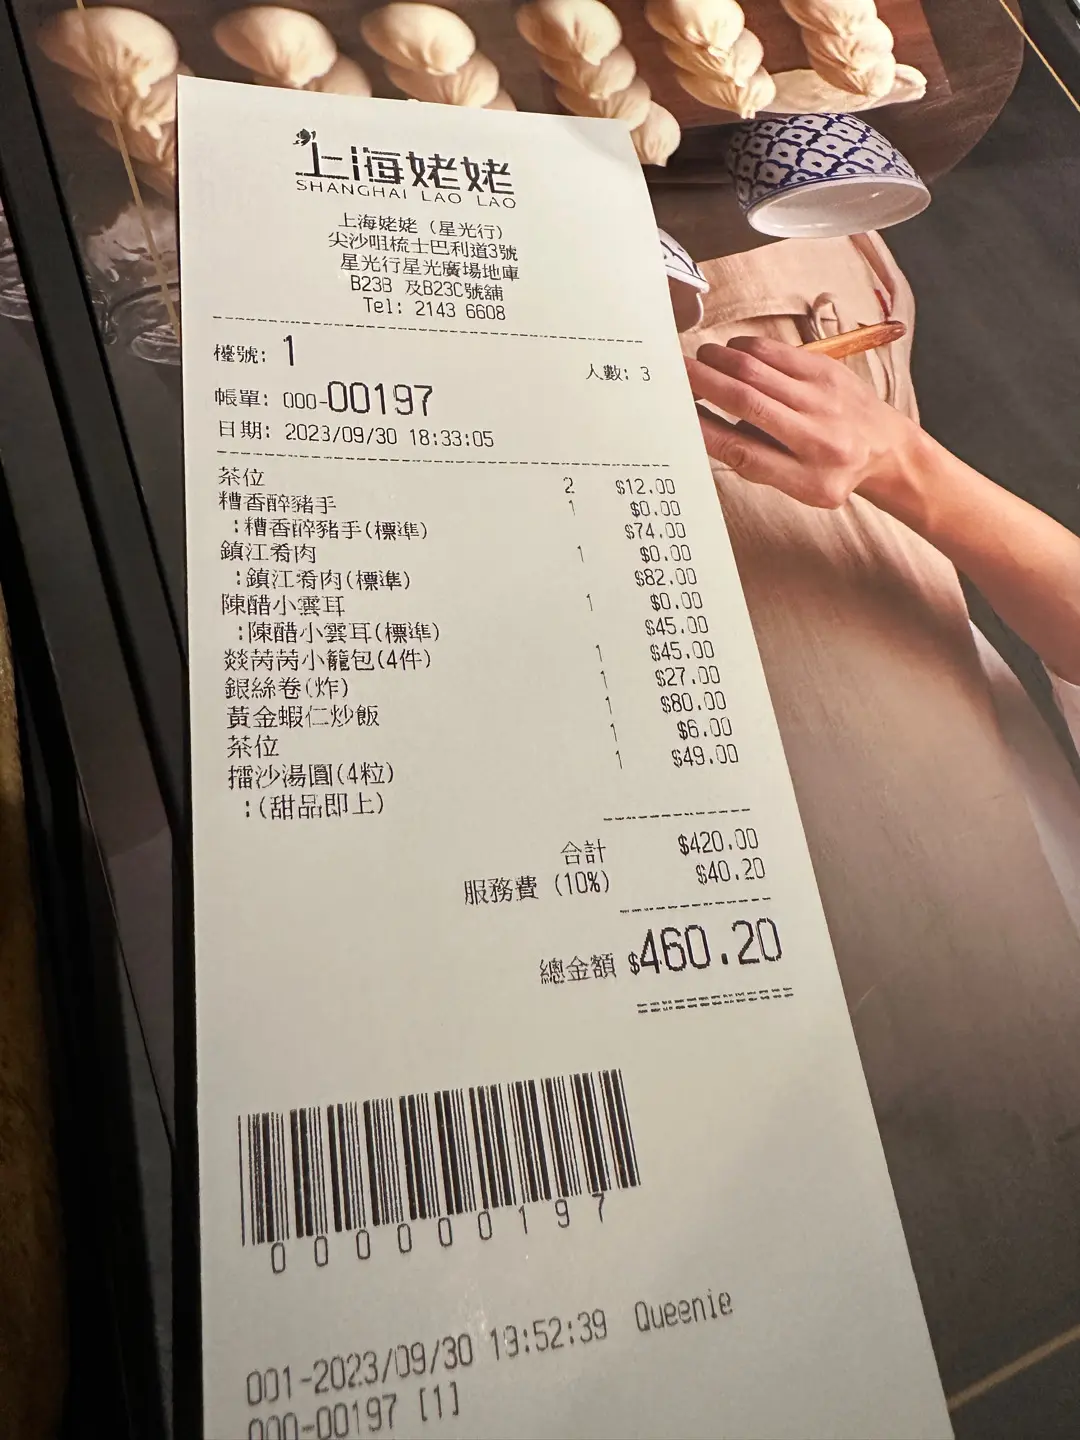 上海姥姥
SHANGHAI LAO LAO
上海姥姥 (星光行)
尖沙咀梳士巴利道3號
星光行星光廣場地庫
B23B 及B23C號舖
Tel: 2143 6608
檯號: 1 人數: 3
帳單: 000-00197
日期: 2023/09/30 18:33:05
茶位 2 $12.00
糟香醉豬手 1 $0.00
:糟香醉豬手(標準) $74.00
鎮江肴肉 1 $0.00
:鎮江肴肉(標準) $82.00
陳醋小雲耳 1 $0.00
:陳醋小雲耳(標準) $45.00
燚芮芮小籠包(4件) 1 $45.00
銀絲卷(炸) 1 $27.00
黃金蝦仁炒飯 1 $80.00
茶位 1 $6.00
擂沙湯圓(4粒) 1 $49.00
:(甜品即上)
合計 $420.00
服務費 (10%) $40.20
總金額 $460.20
000000197
001-2023/09/30 19:52:39 Queenie
000-00197 [1]